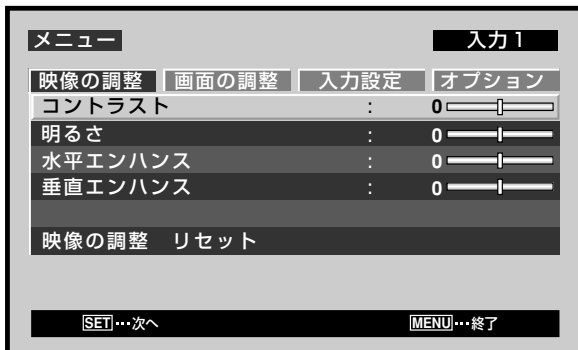 メニュー 入力1
映像の調整 画面の調整 入力設定 オプション
コントラスト : 0
明るさ : 0
水平エンハンス : 0
垂直エンハンス : 0
映像の調整 リセット
SET…次へ MENU…終了